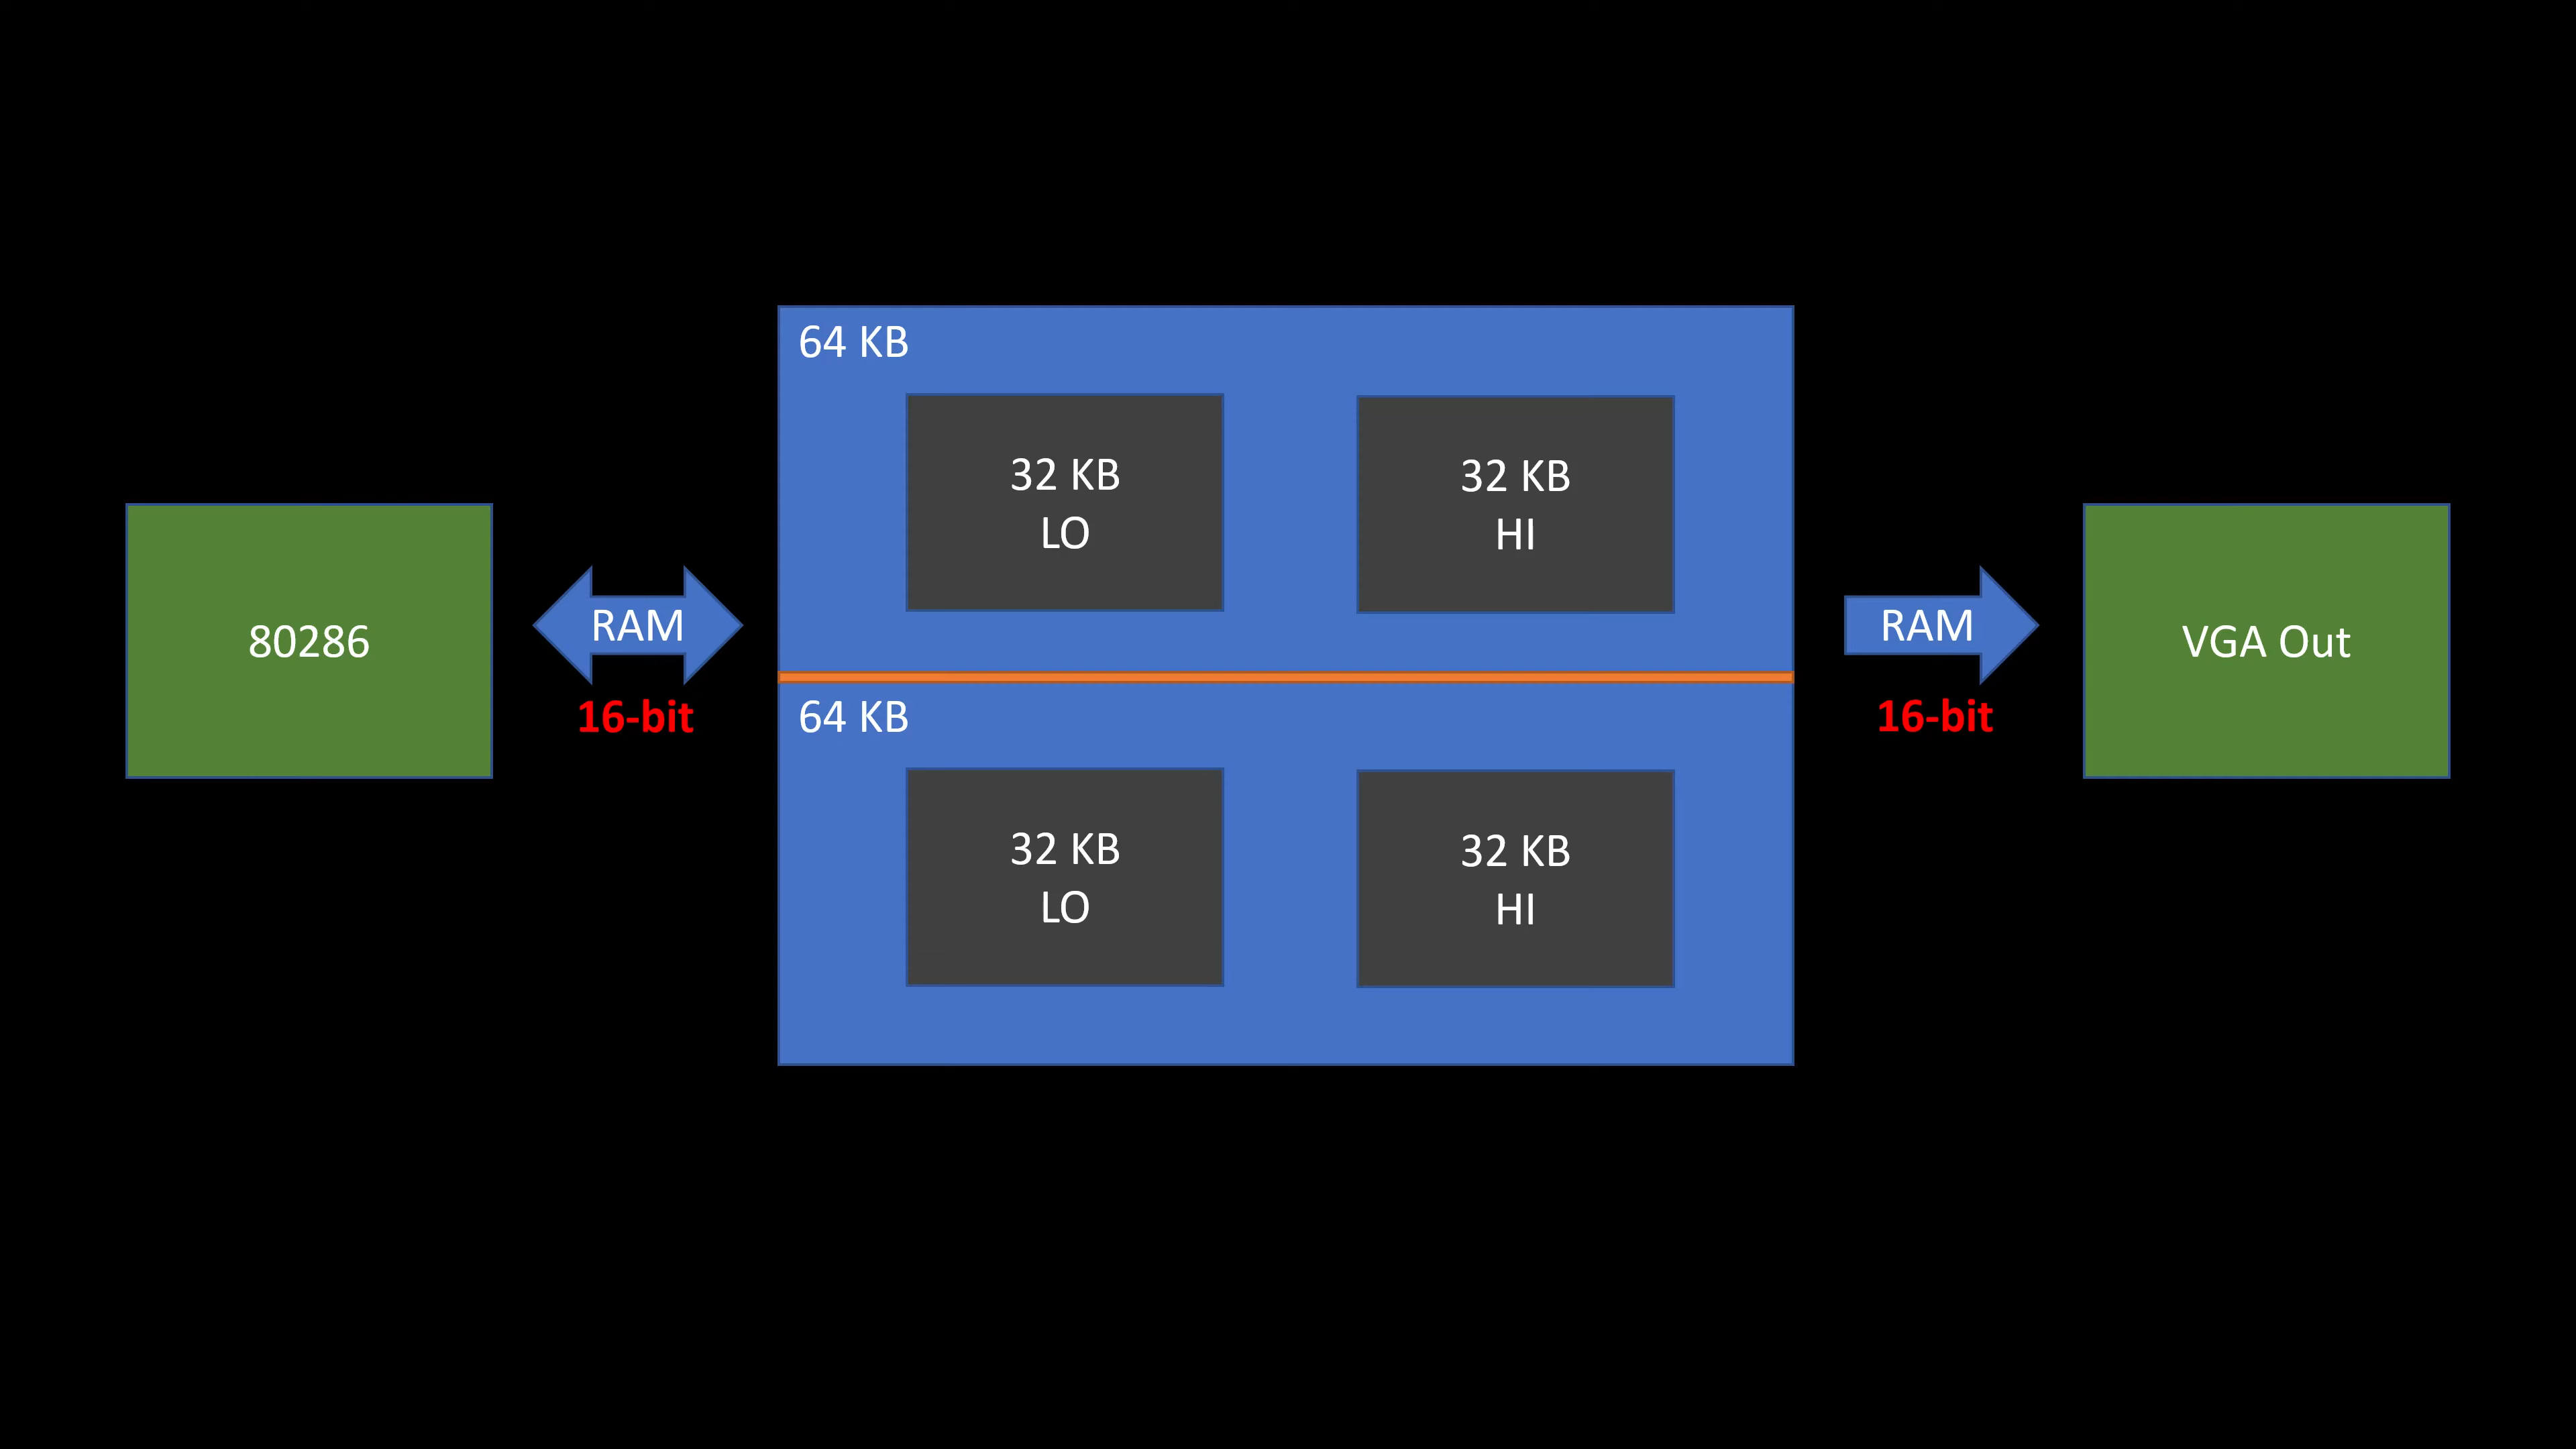 80286
RAM
16-bit
64 KB
32 KB
LO
32 KB
HI
64 KB
32 KB
LO
32 KB
HI
RAM
16-bit
VGA Out